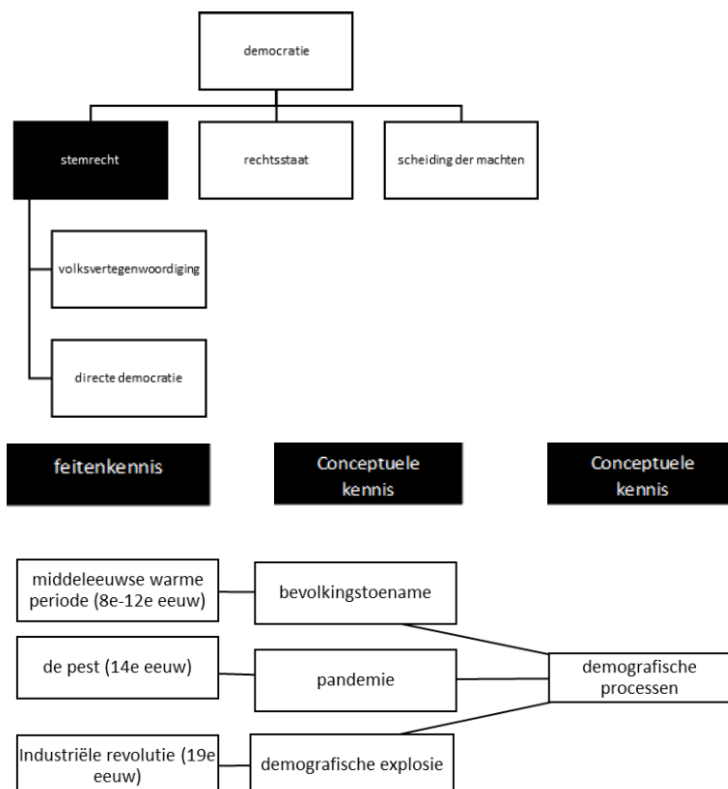 democratie
stemrecht
rechtsstaat
scheiding der machten
volksvertegenwoordiging
directe democratie
feitenkennis
Conceptuele
kennis
Conceptuele
kennis
middeleeuwse warme
periode (8e-12e eeuw)
bevolkingstoename
de pest (14e eeuw)
pandemie
demografische
processen
Industriële revolutie (19e
eeuw)
demografische explosie